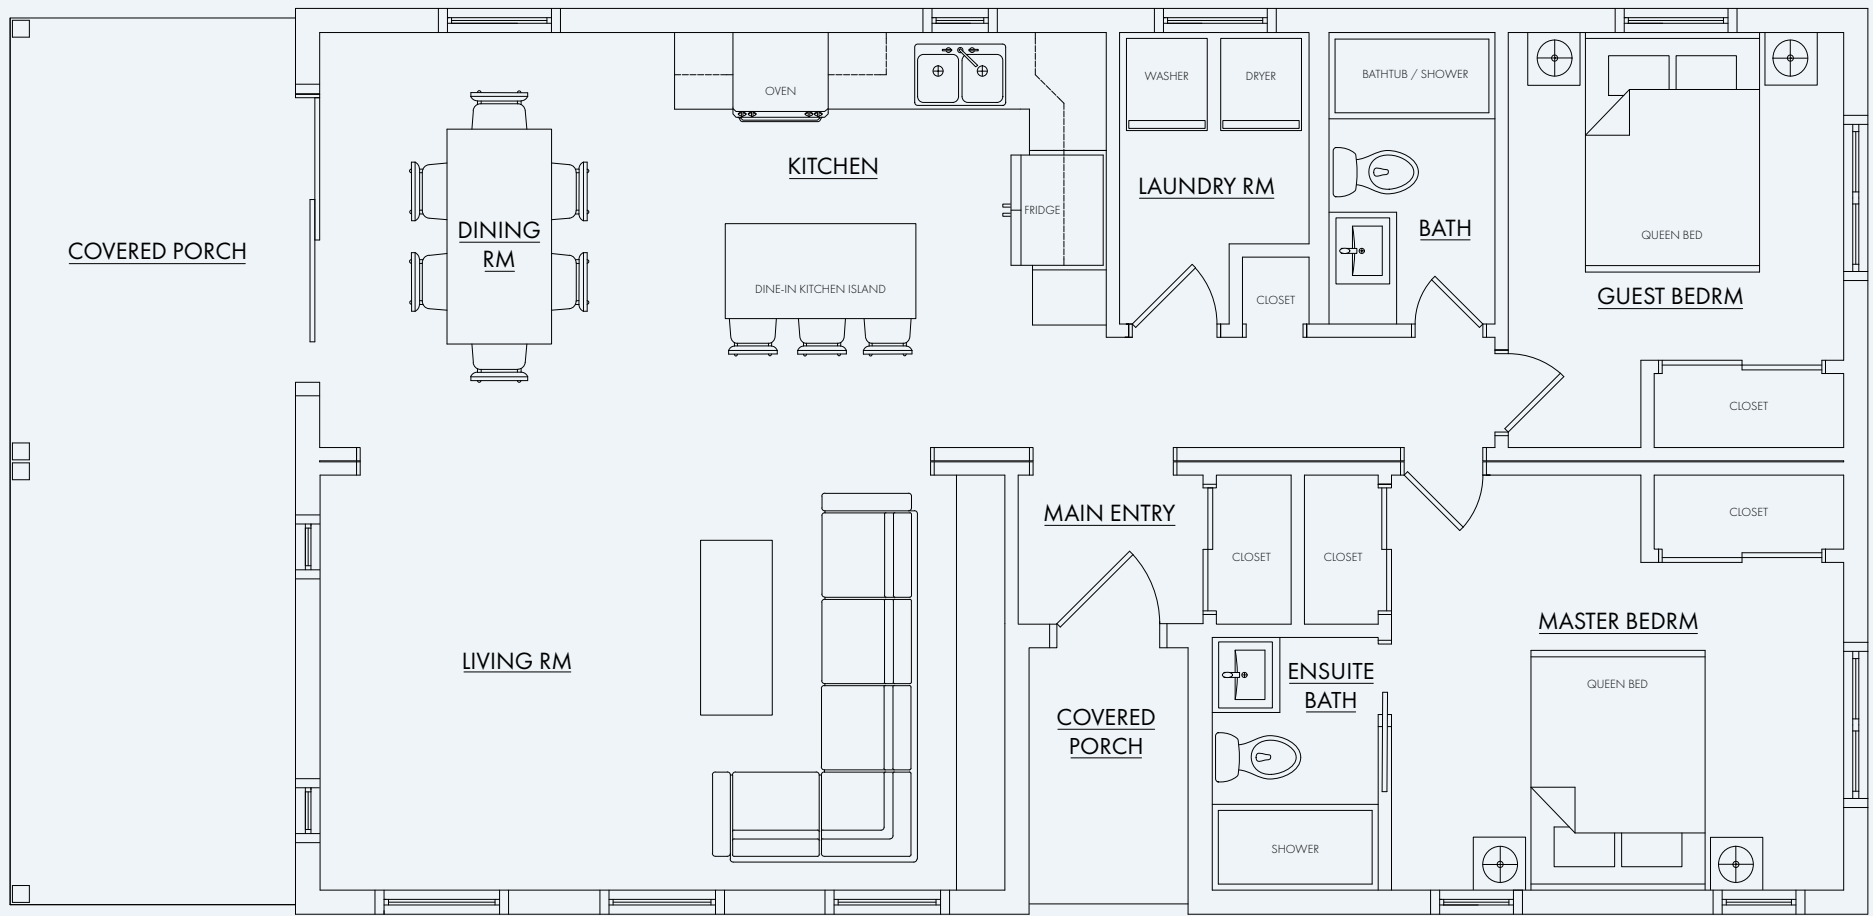 WASHER
DRYER
BATHTUB / SHOWER
OVEN
KITCHEN
LAUNDRY RM
FRIDGE
DINING
RM
BATH
QUEEN BED
COVERED PORCH
DINE-IN KITCHEN ISLAND
CLOSET
GUEST BEDRM
CLOSET
MAIN ENTRY
CLOSET
CLOSET
CLOSET
MASTER BEDRM
LIVING RM
ENSUITE
BATH
QUEEN BED
COVERED
PORCH
SHOWER